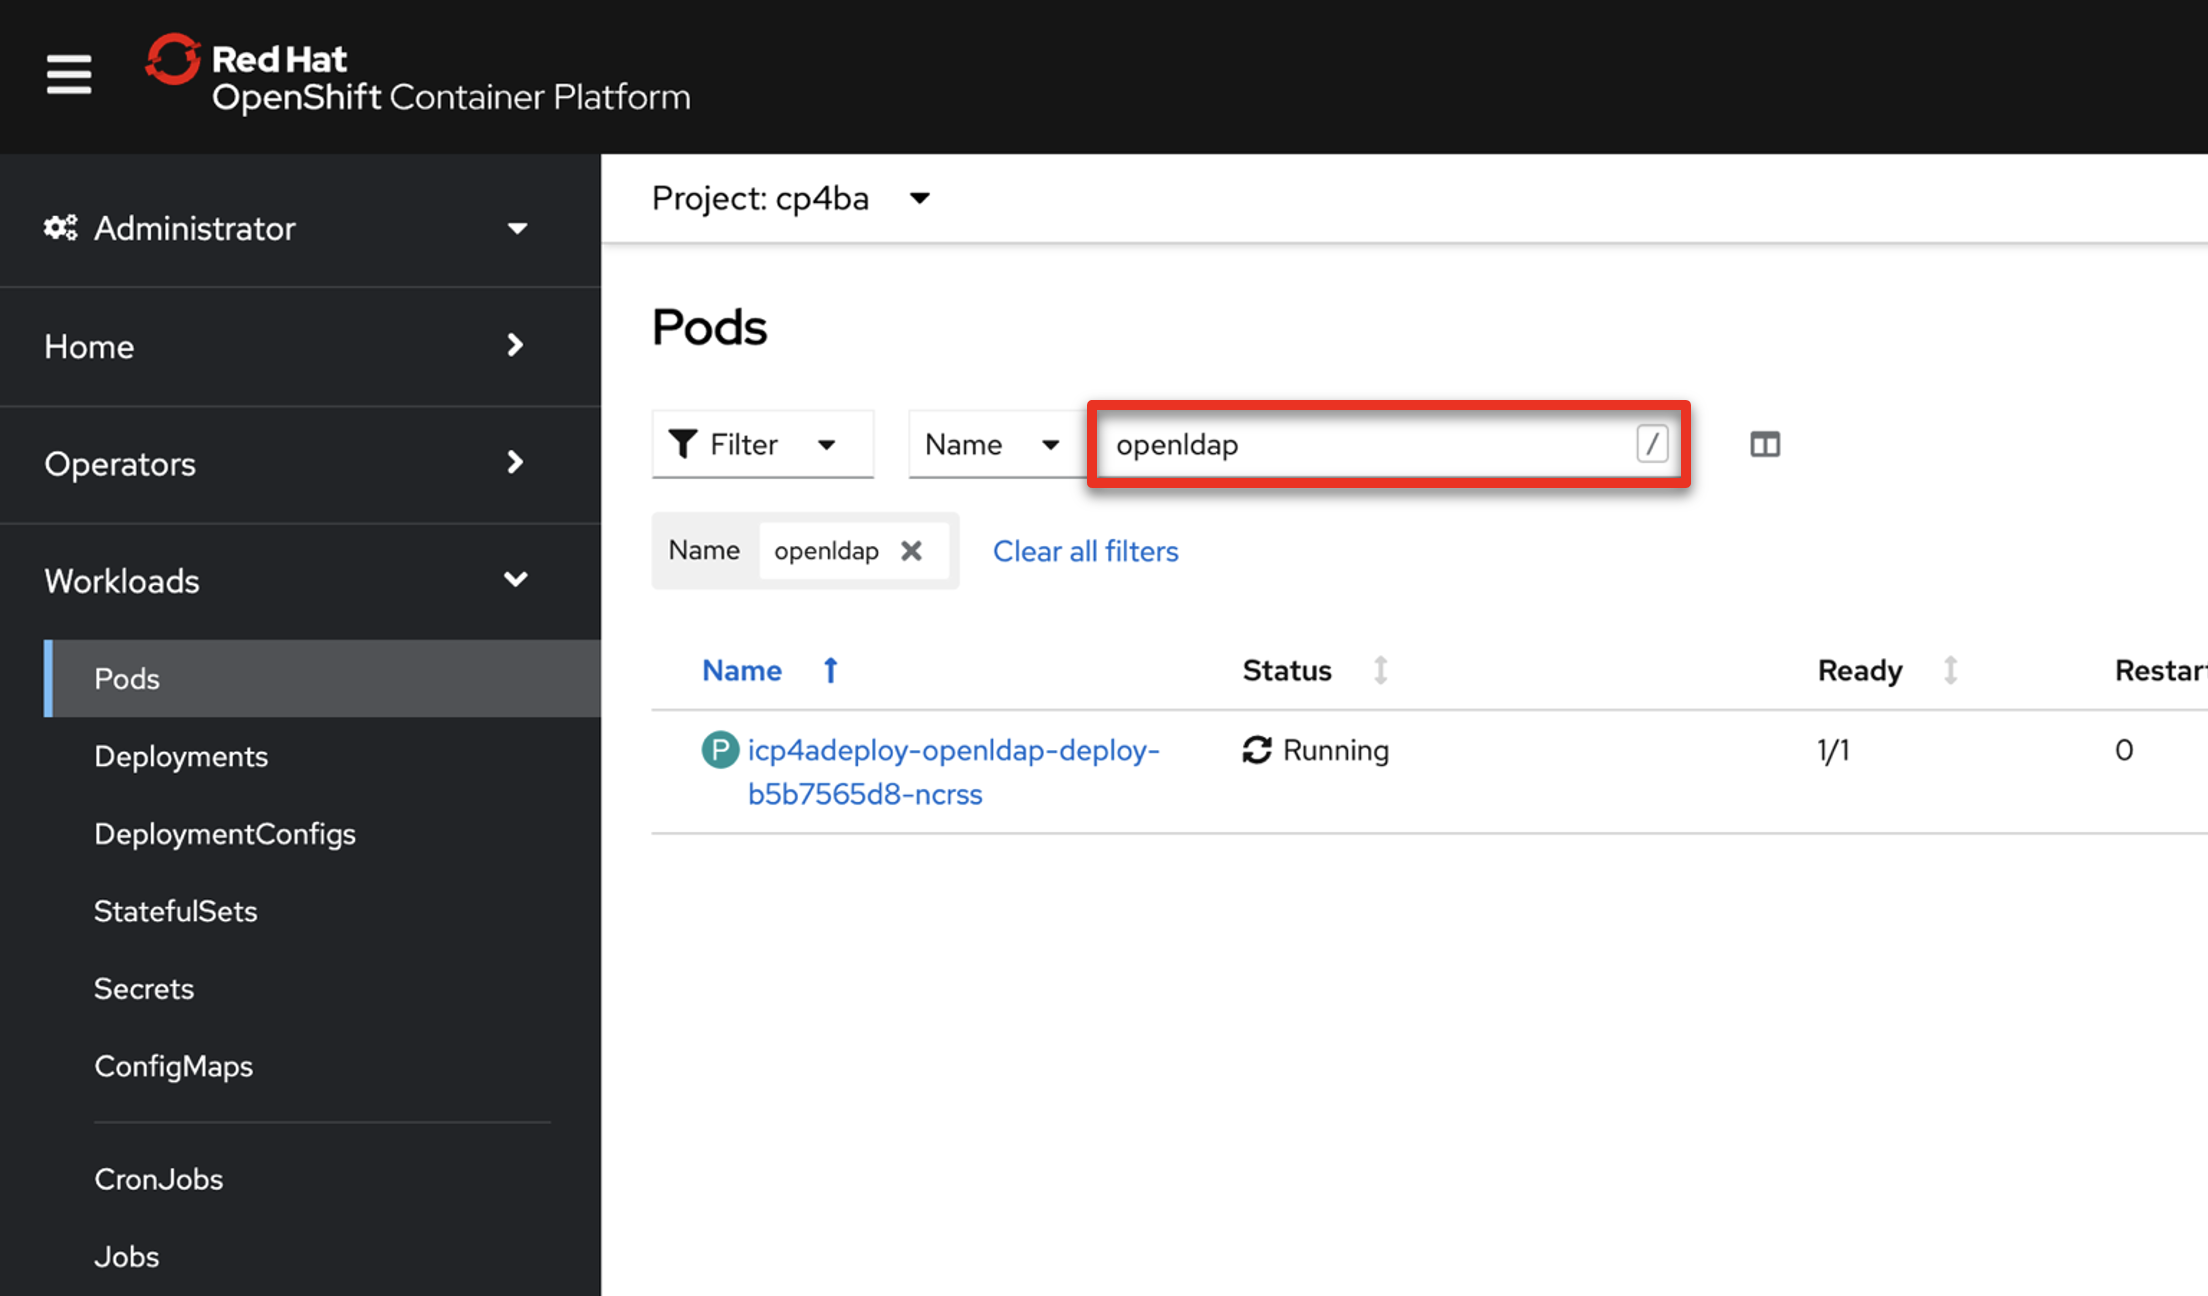 Red Hat
OpenShift Container Platform
Administrator
Home
Operators
Workloads
Pods
Deployments
DeploymentConfigs
StatefulSets
Secrets
ConfigMaps
CronJobs
Jobs
Project: cp4ba
Pods
Filter
Name
openldap
/
Name openldap
Clear all filters
Name Status Ready Restart
P icp4adeploy-openldap-deploy- Running 1/1 0
b5b7565d8-ncrss